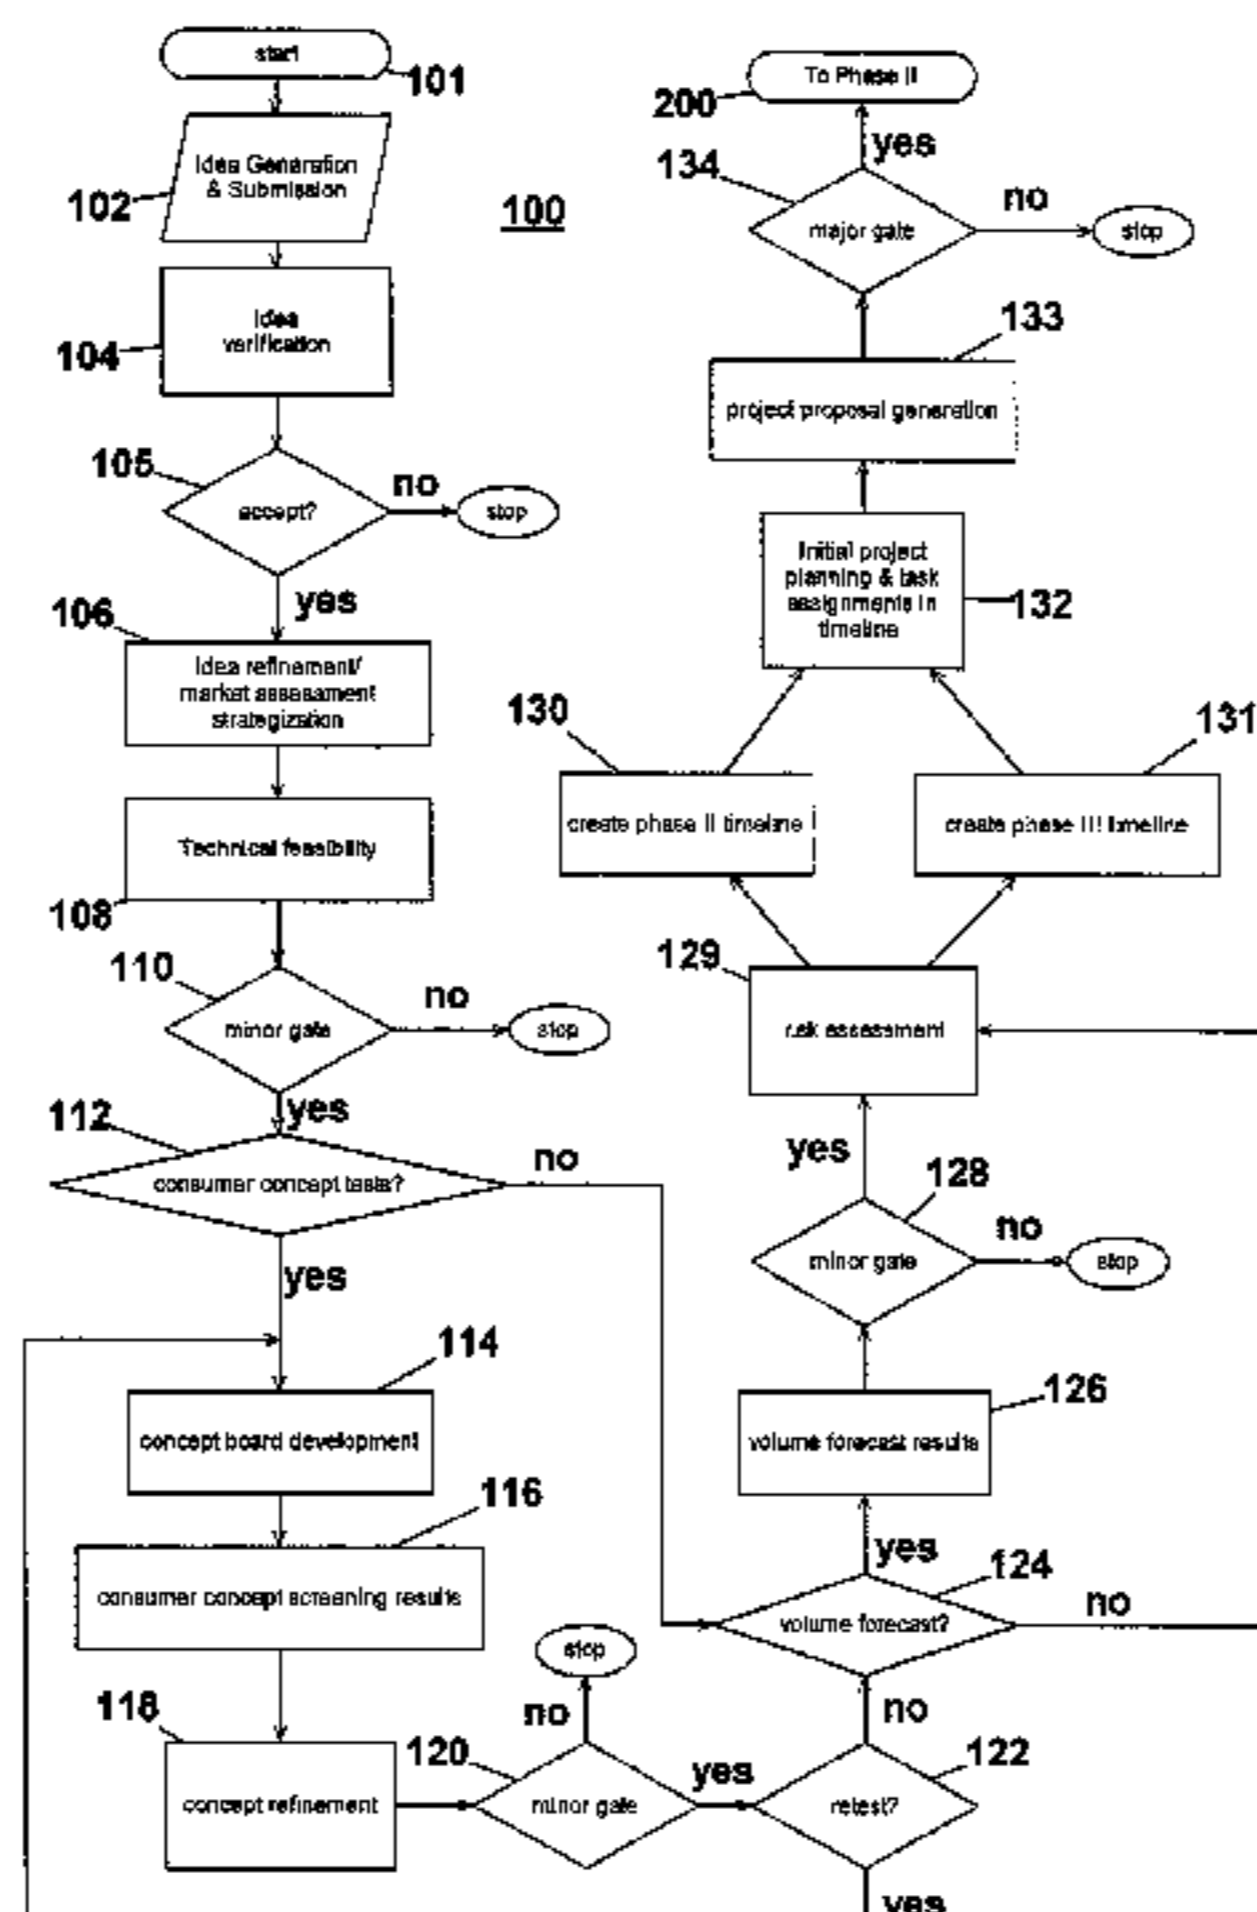 start
101
Idea Generation
& Submission
102
100
Idea
verification
104
105
accept?
no
stop
yes
106
Idea refinement/
market assessment
strategization
Technical feasibility
108
110
minor gate
no
stop
yes
112
consumer concept tests?
no
yes
114
concept board development
116
consumer concept screening results
118
concept refinement
120
minor gate
no
stop
yes
122
retest?
yes
no
124
volume forecast?
no
yes
126
volume forecast results
128
minor gate
no
stop
yes
129
risk assessment
130
create phase II timeline
131
create phase III timeline
Initial project
planning & task
assignments in
timeline
132
133
project proposal generation
134
major gate
no
stop
yes
To Phase II
200